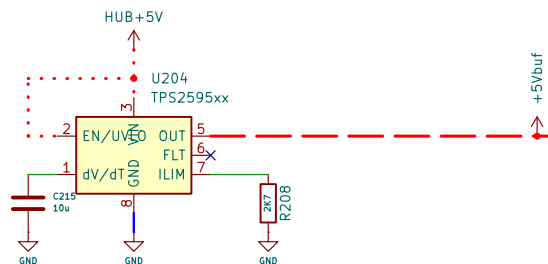 HUB+5V
U204
TPS2595xx
+5Vbuf
3
2 EN/UVLO VIN OUT 5
FLT 6
1 dV/dT GND ILIM 7
8
C215
10u
2K7
R208
GND
GND
GND